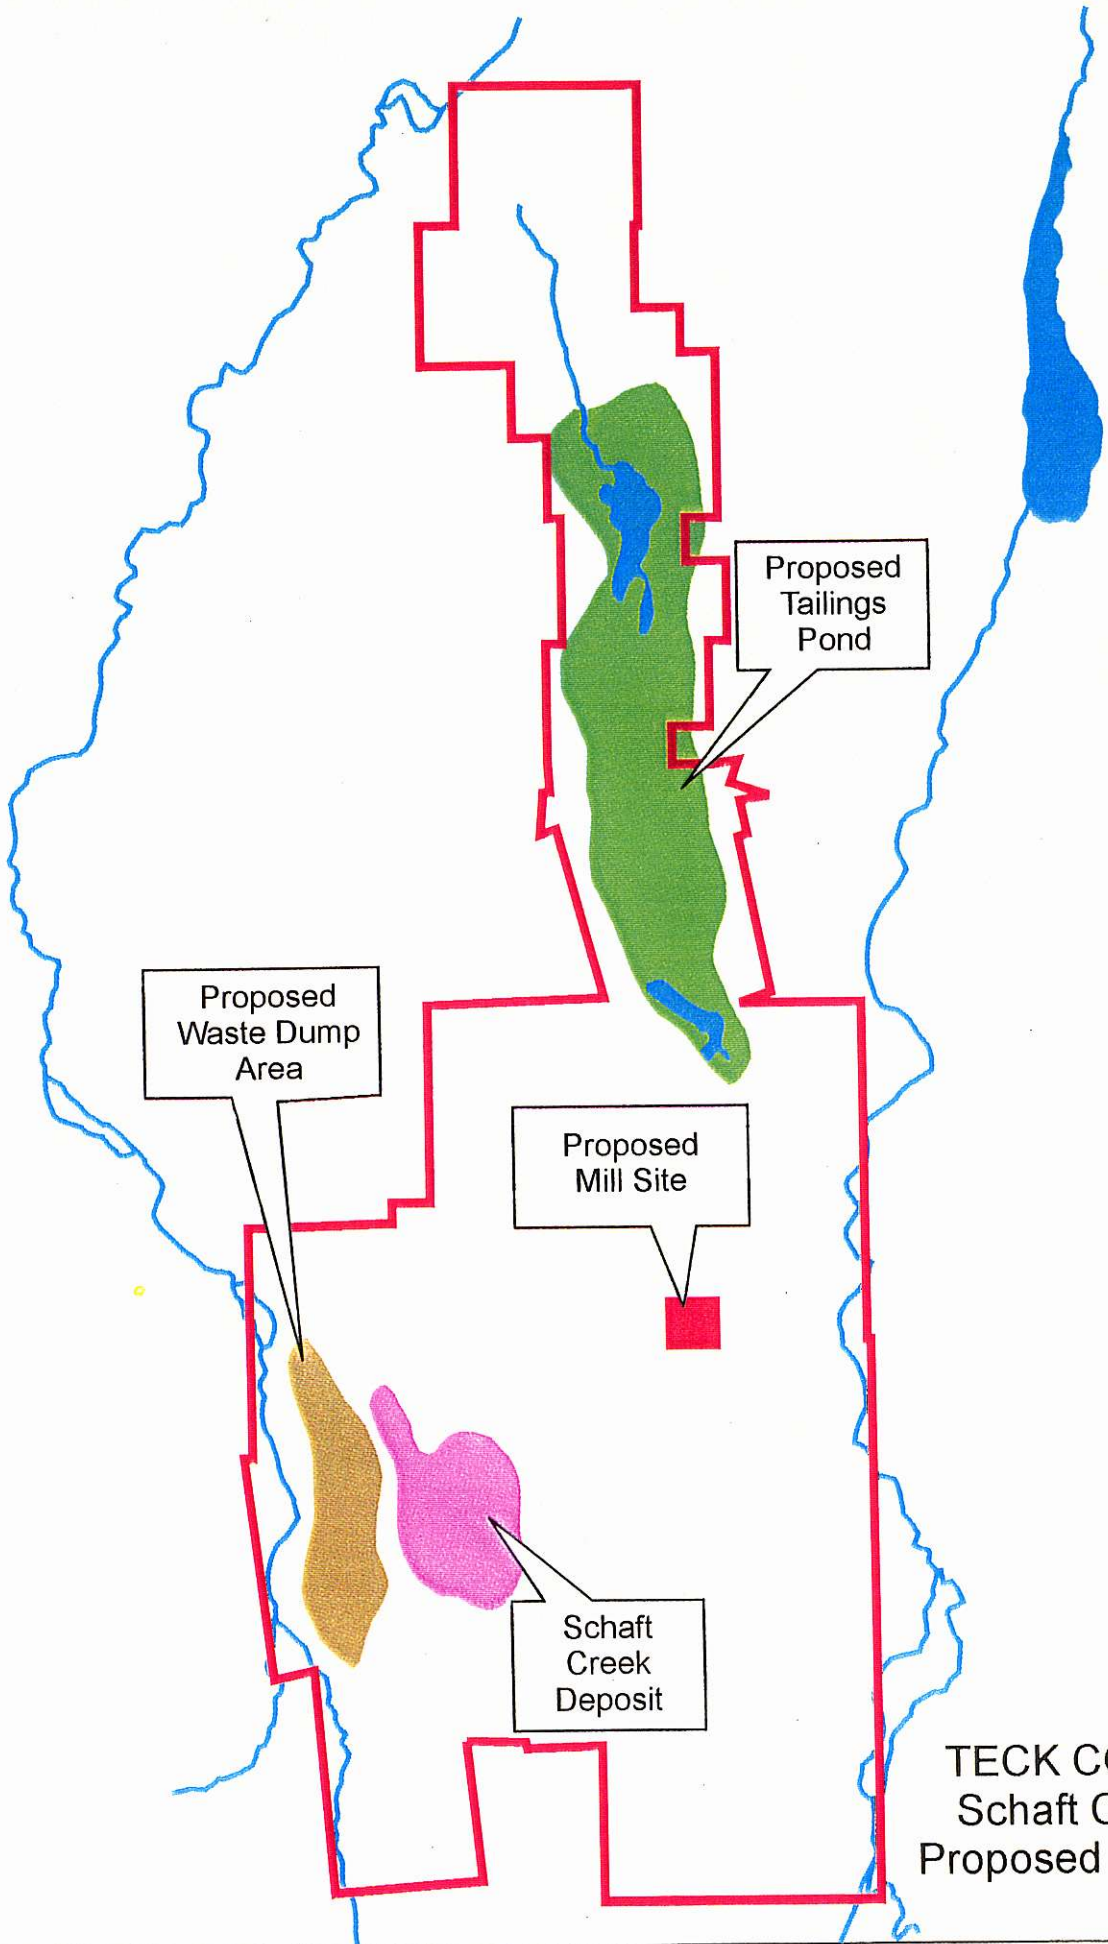 Proposed
Tailings
Pond
Proposed
Waste Dump
Area
Proposed
Mill Site
Schaft
Creek
Deposit
TECK
Schaft
Proposed